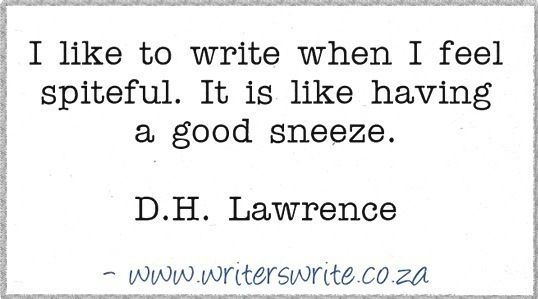 I like to write when I feel
spiteful. It is like having
a good sneeze.
D.H. Lawrence
- www.writerswrite.co.za